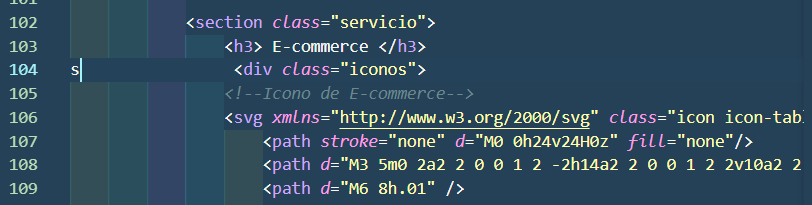 101
102 <section class="servicio">
103 <h3> E-commerce </h3>
104 s <div class="iconos">
105 <!--Icono de E-commerce-->
106 <svg xmlns="http://www.w3.org/2000/svg" class="icon icon-tabl
107 <path stroke="none" d="M0 0h24v24H0z" fill="none"/>
108 <path d="M3 5m0 2a2 2 0 0 1 2 -2h14a2 2 0 0 1 2 2v10a2 2
109 <path d="M6 8h.01" />